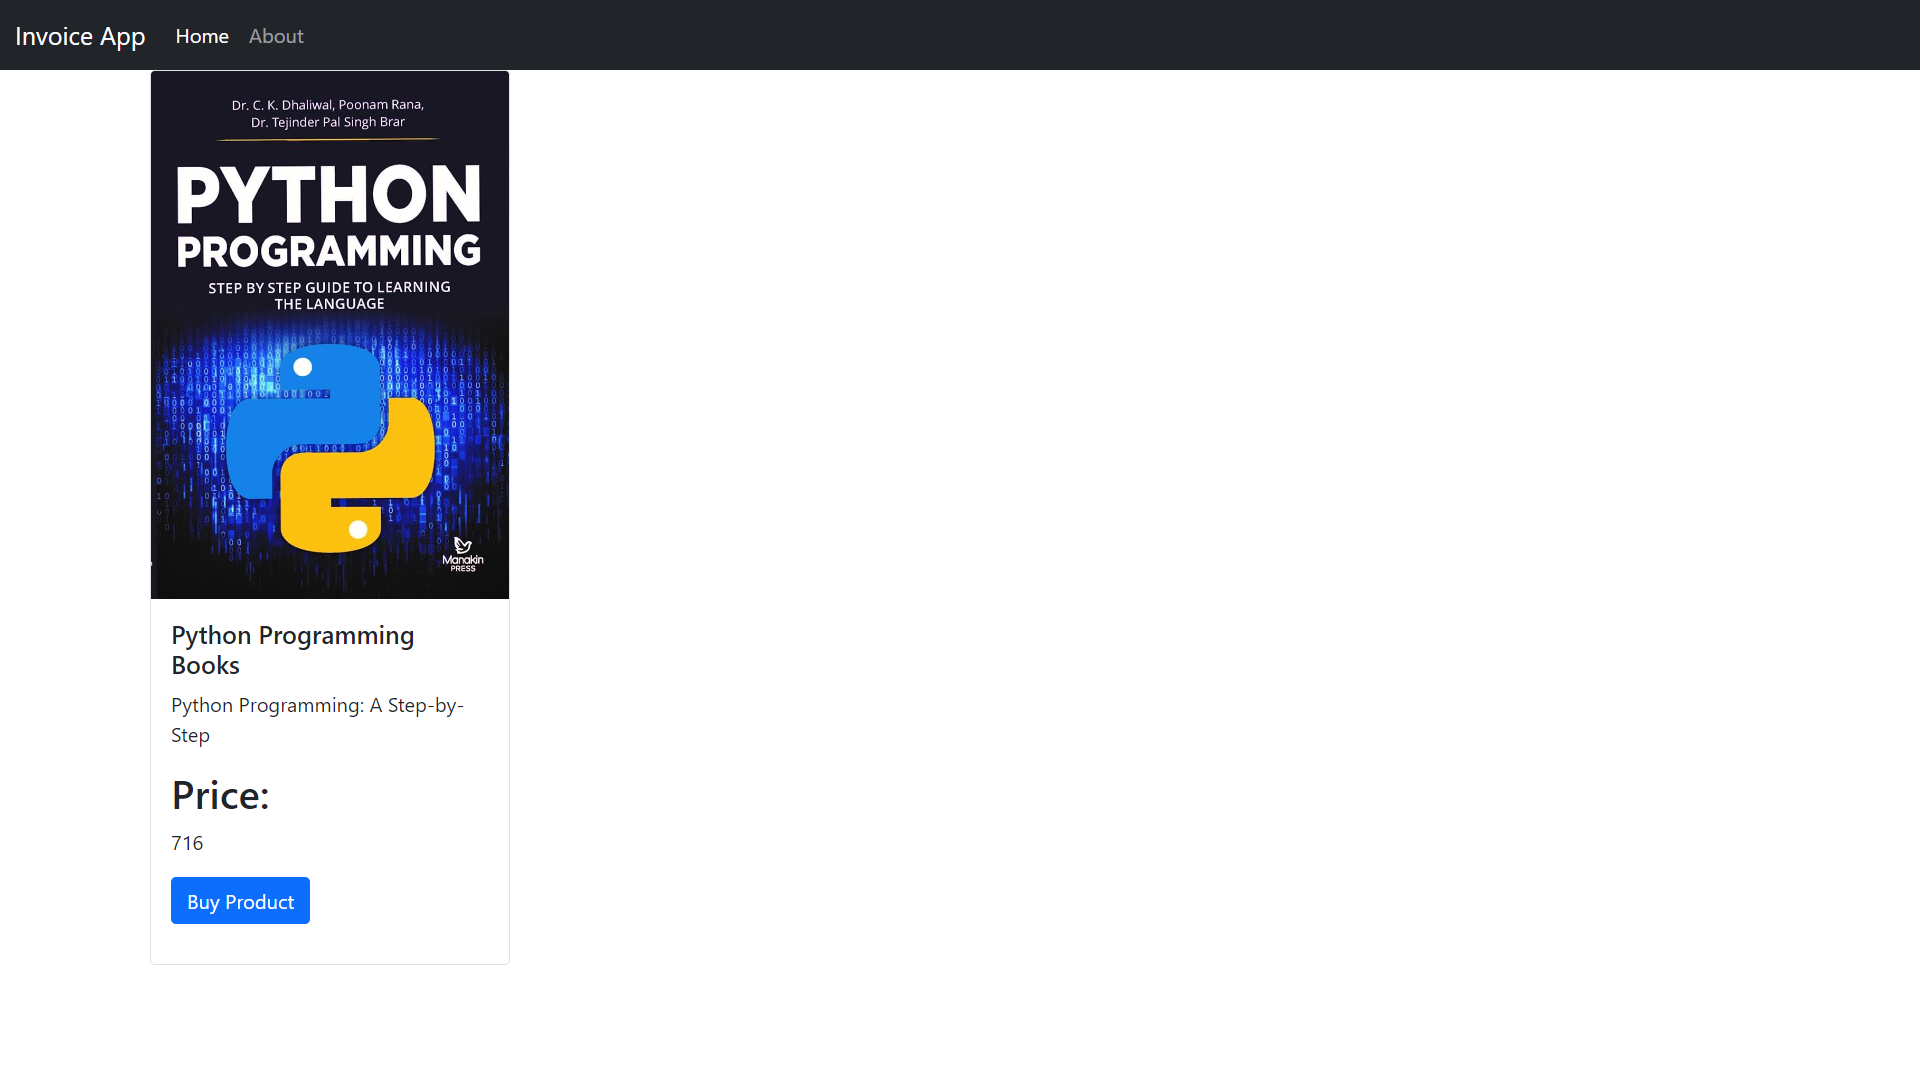 Invoice App Home About
Dr. C. K. Dhaliwal, Poonam Rana,
Dr. Tejinder Pal Singh Brar
PYTHON
PROGRAMMING
STEP BY STEP GUIDE TO LEARNING
THE LANGUAGE
Manakin
PRESS
Python Programming
Books
Python Programming: A Step-by-
Step
Price:
716
Buy Product